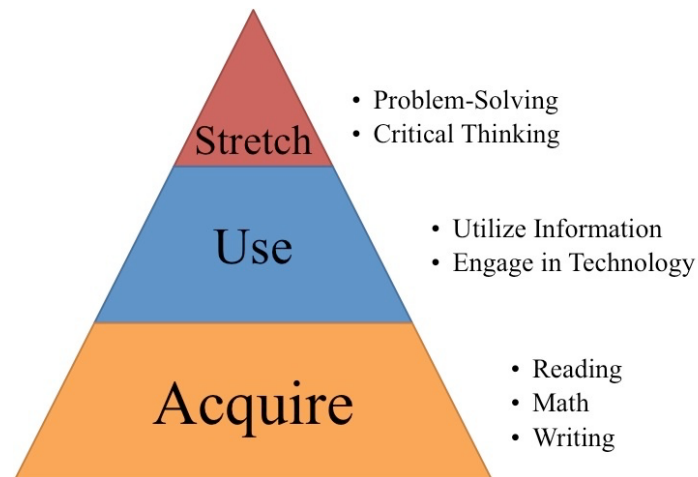 • Problem-Solving
• Critical Thinking
Stretch
• Utilize Information
• Engage in Technology
Use
• Reading
• Math
• Writing
Acquire